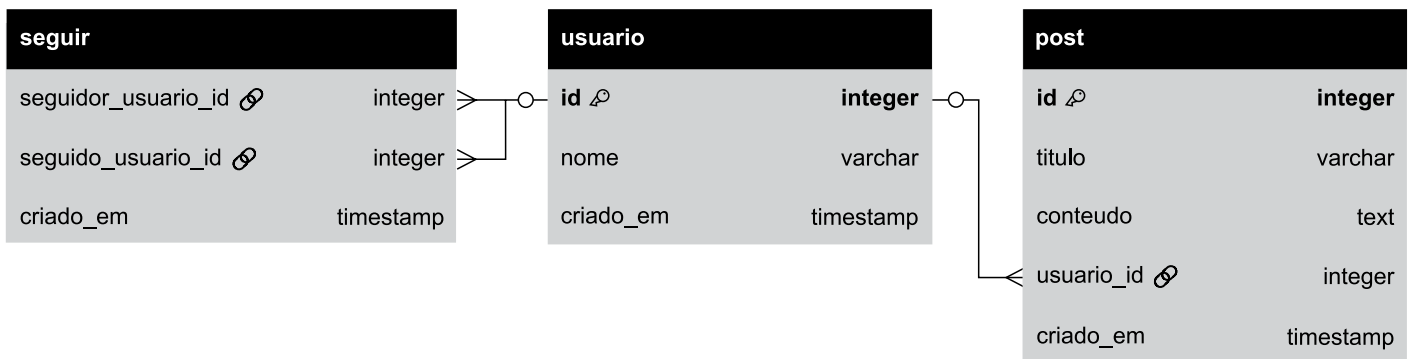 seguir
seguidor_usuario_id integer
seguido_usuario_id integer
criado_em timestamp
usuario
id integer
nome varchar
criado_em timestamp
post
id integer
titulo varchar
conteudo text
usuario_id integer
criado_em timestamp